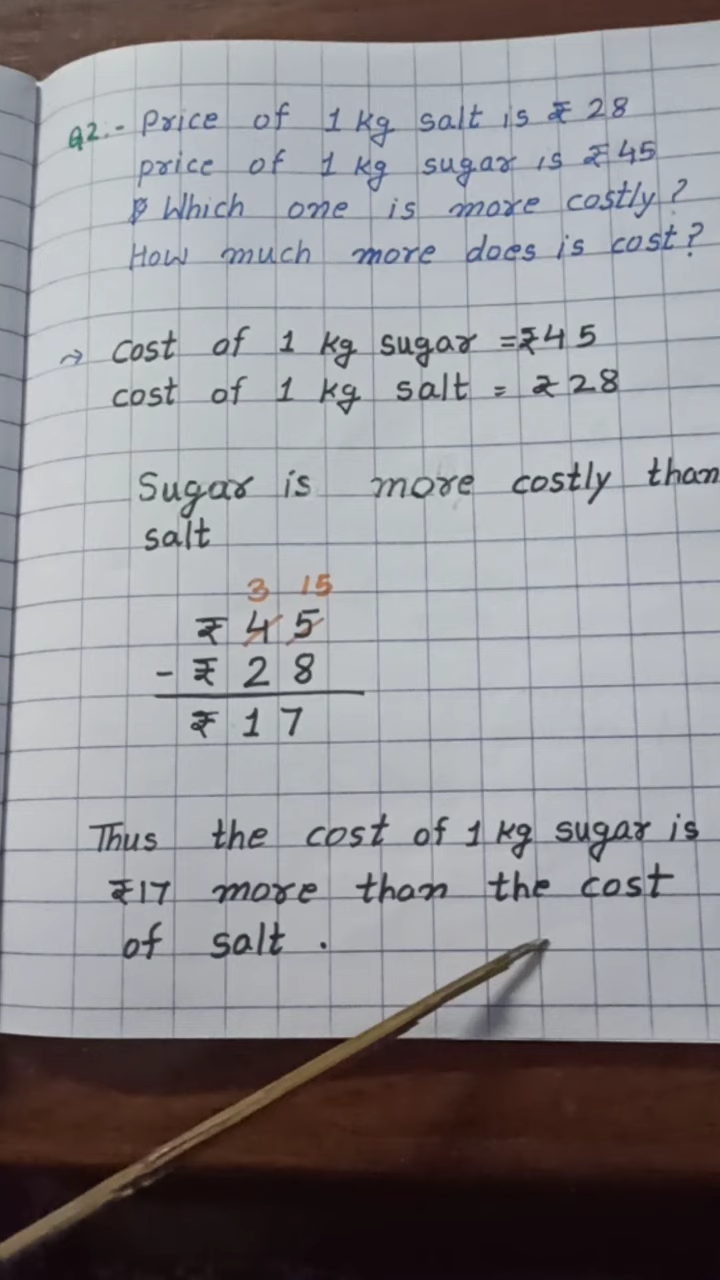 Q2.- Price of 1 kg salt is ₹ 28
price of 1 kg sugar is ₹ 45
Which one is more costly?
How much more does is cost?
→ cost of 1 kg sugar = ₹45
cost of 1 kg salt = ₹28
Sugar is more costly than
salt
3 15
₹ 4 5
- ₹ 2 8
₹ 1 7
Thus the cost of 1 kg sugar is
₹17 more than the cost
of salt.